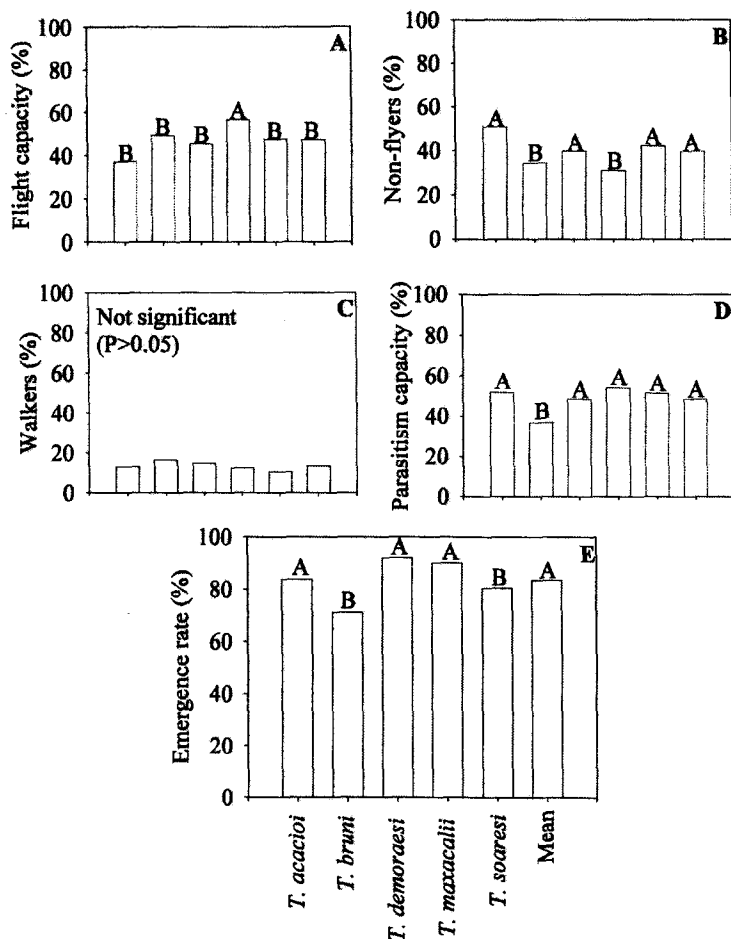 A
Flight capacity (%)
100
80
60
40
20
0
B
B
B
A
B
B
B
Non-flyers (%)
100
80
60
40
20
0
A
B
A
B
A
A
C
Not significant
(P>0.05)
Walkers (%)
100
80
60
40
20
0
D
Parasitism capacity (%)
100
80
60
40
20
0
A
B
A
A
A
A
E
Emergence rate (%)
100
80
60
40
20
0
A
B
A
A
B
A
T. acacioi
T. bruni
T. demoraesi
T. maxacalii
T. soaresi
Mean